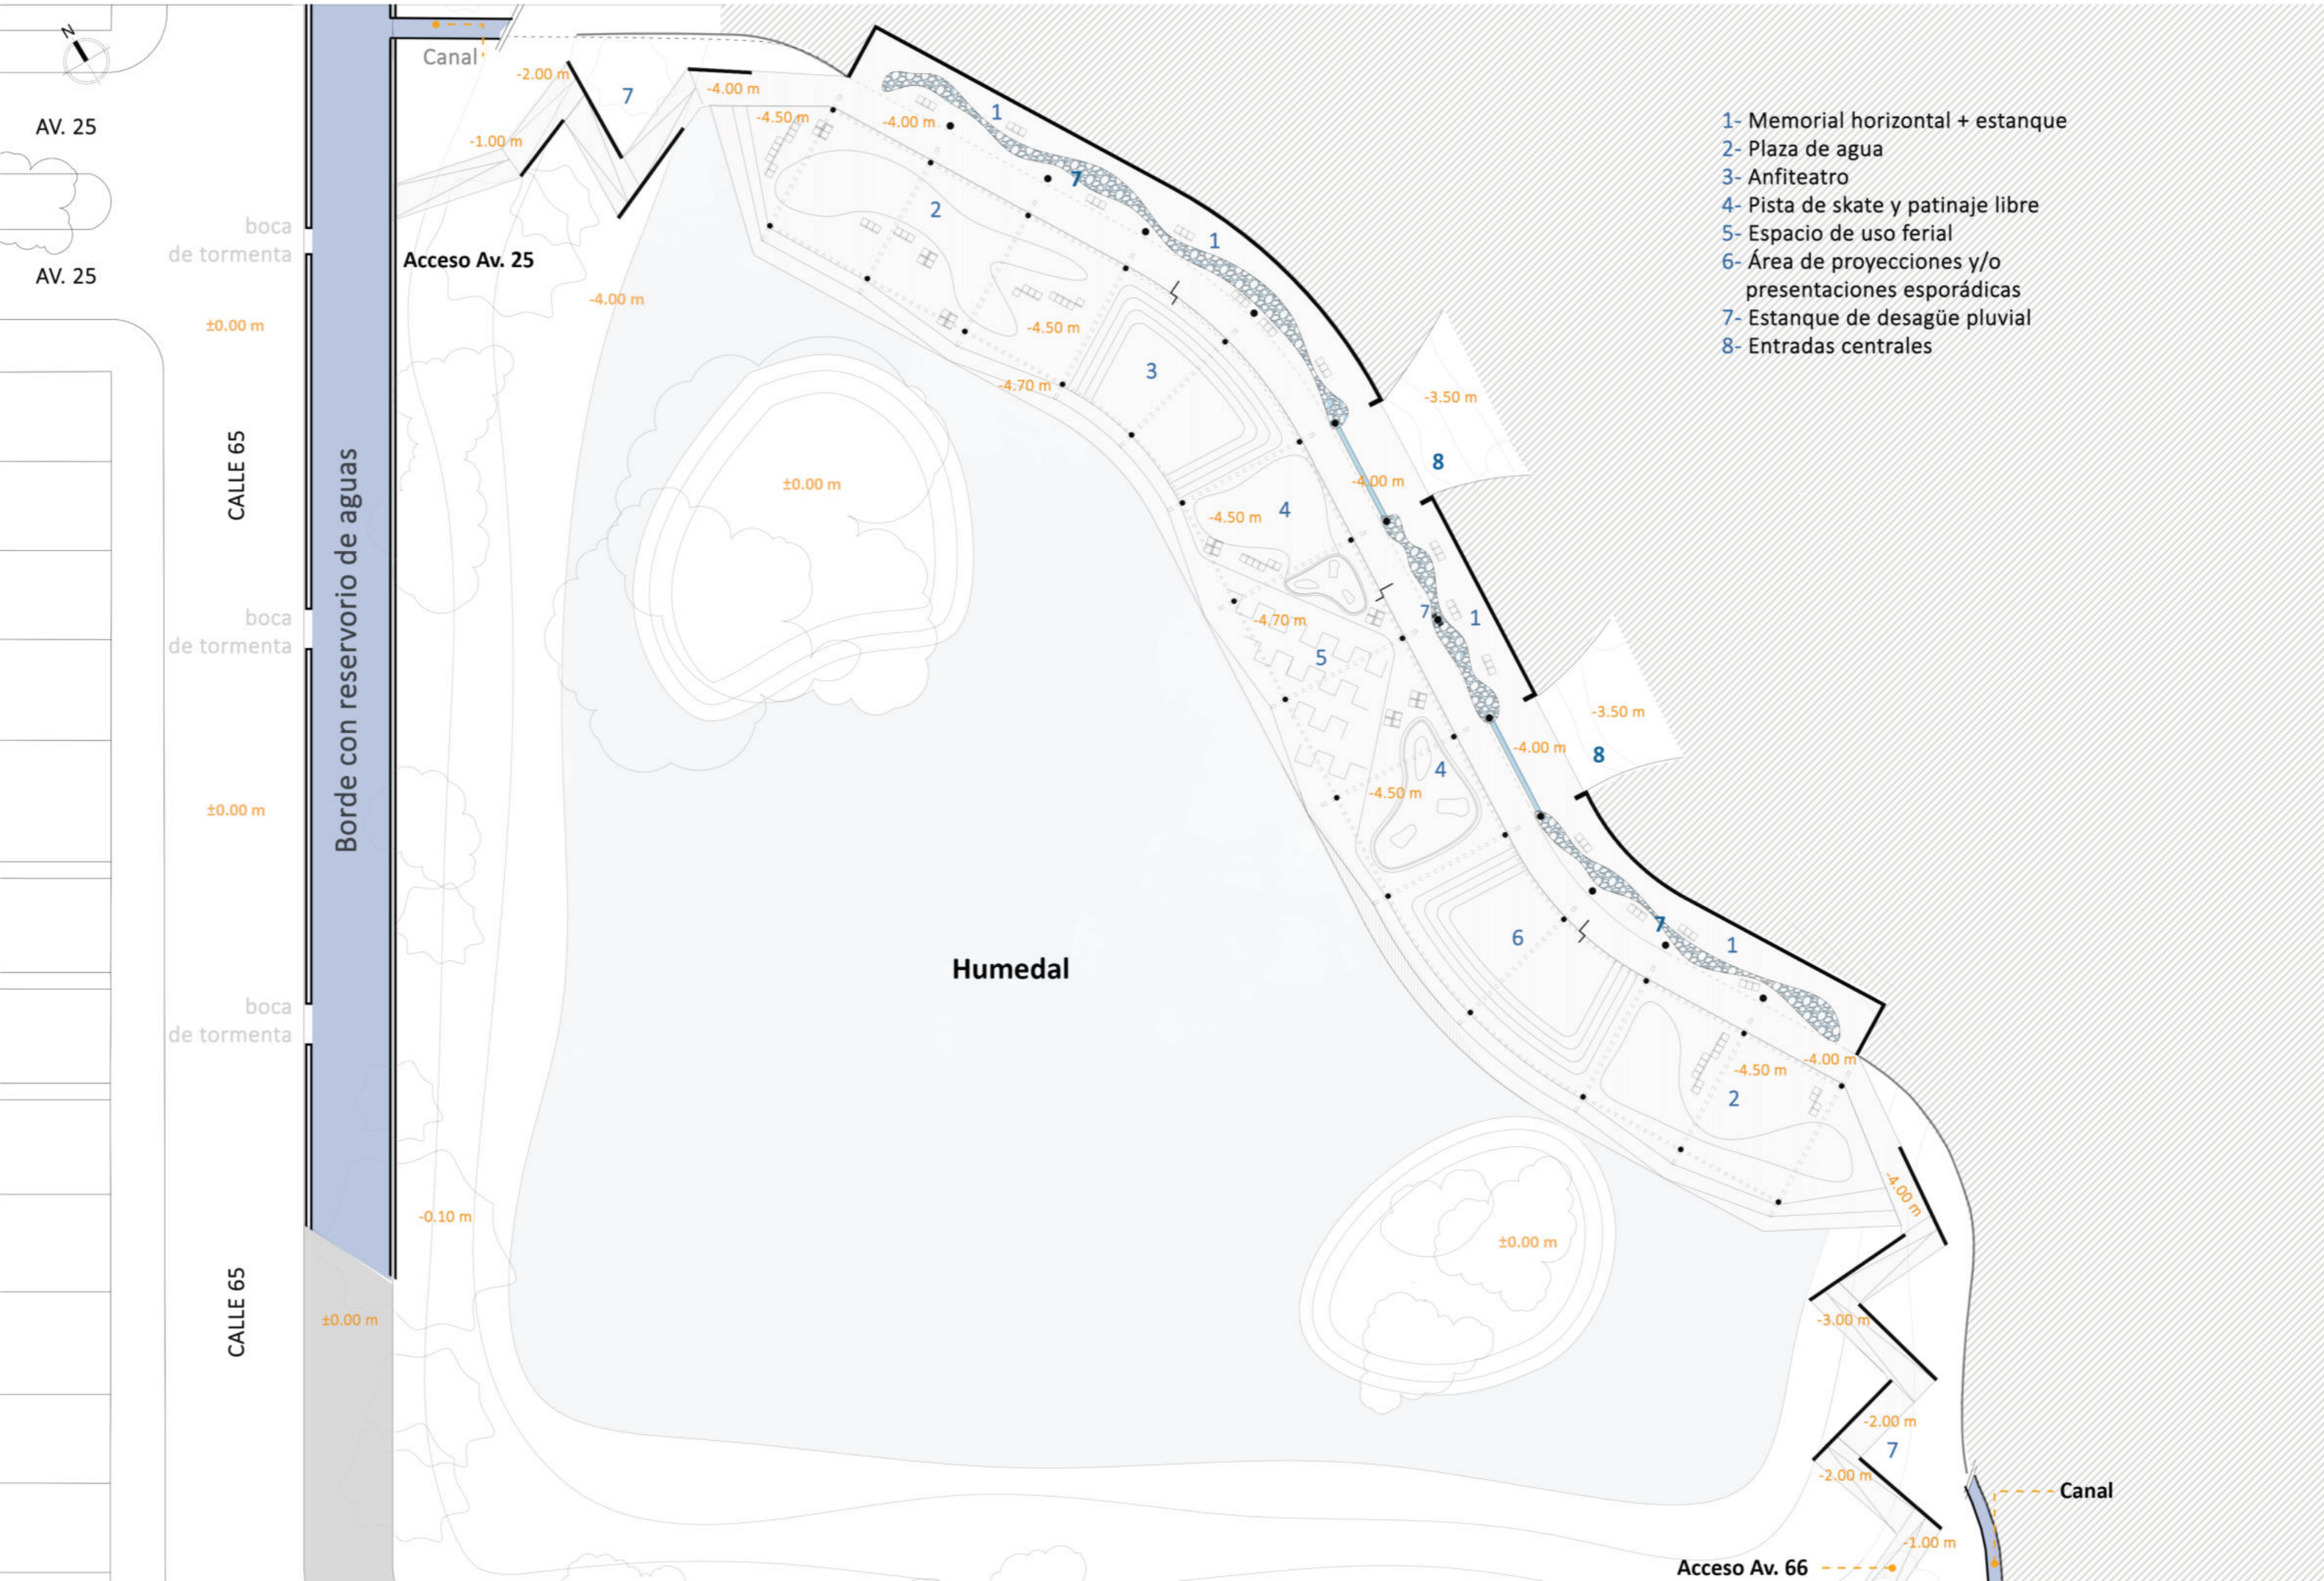 N
Canal
-2.00 m
7
-4.00 m
-4.50 m
-4.00 m
1
-1.00 m
AV. 25
7
2
1
boca
de tormenta
Acceso Av. 25
AV. 25
-4.00 m
±0.00 m
-4.50 m
3
-4.70 m
1- Memorial horizontal + estanque
2- Plaza de agua
3- Anfiteatro
4- Pista de skate y patinaje libre
5- Espacio de uso ferial
6- Área de proyecciones y/o
presentaciones esporádicas
7- Estanque de desagüe pluvial
8- Entradas centrales
-3.50 m
8
-4.00 m
CALLE 65
Borde con reservorio de aguas
±0.00 m
-4.50 m
4
boca
de tormenta
-4.70 m
7
1
5
-3.50 m
-4.00 m
8
4
-4.50 m
±0.00 m
7
1
6
Humedal
boca
de tormenta
-4.00 m
-4.50 m
2
-4.00 m
-0.10 m
±0.00 m
CALLE 65
±0.00 m
-3.00 m
-2.00 m
7
-2.00 m
Canal
-1.00 m
Acceso Av. 66